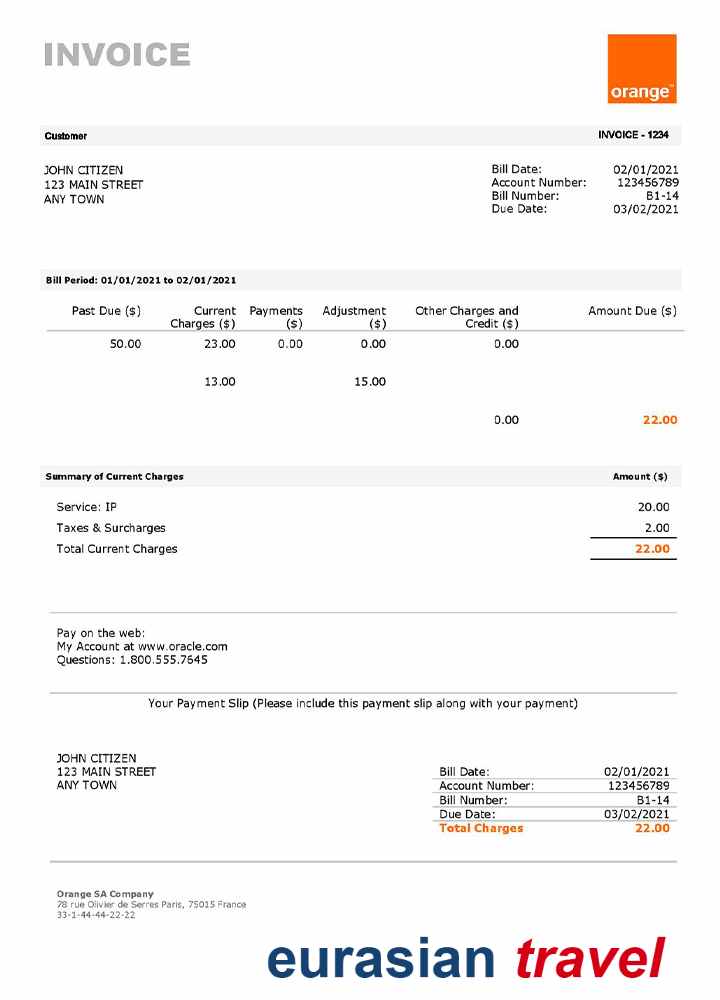 INVOICE
orange™
Customer INVOICE - 1234
JOHN CITIZEN
123 MAIN STREET
ANY TOWN
Bill Date: 02/01/2021
Account Number: 123456789
Bill Number: B1-14
Due Date: 03/02/2021
Bill Period: 01/01/2021 to 02/01/2021
Past Due ($) Current Payments Adjustment Other Charges and Amount Due ($)
Charges ($) ($) ($) Credit ($)
50.00 23.00 0.00 0.00 0.00
13.00 15.00
0.00 22.00
Summary of Current Charges Amount ($)
Service: IP 20.00
Taxes & Surcharges 2.00
Total Current Charges 22.00
Pay on the web:
My Account at www.oracle.com
Questions: 1.800.555.7645
Your Payment Slip (Please include this payment slip along with your payment)
JOHN CITIZEN
123 MAIN STREET
ANY TOWN
Bill Date: 02/01/2021
Account Number: 123456789
Bill Number: B1-14
Due Date: 03/02/2021
Total Charges 22.00
Orange SA Company
78 rue Olivier de Serres Paris, 75015 France
33-1-44-44-22-22
eurasian travel